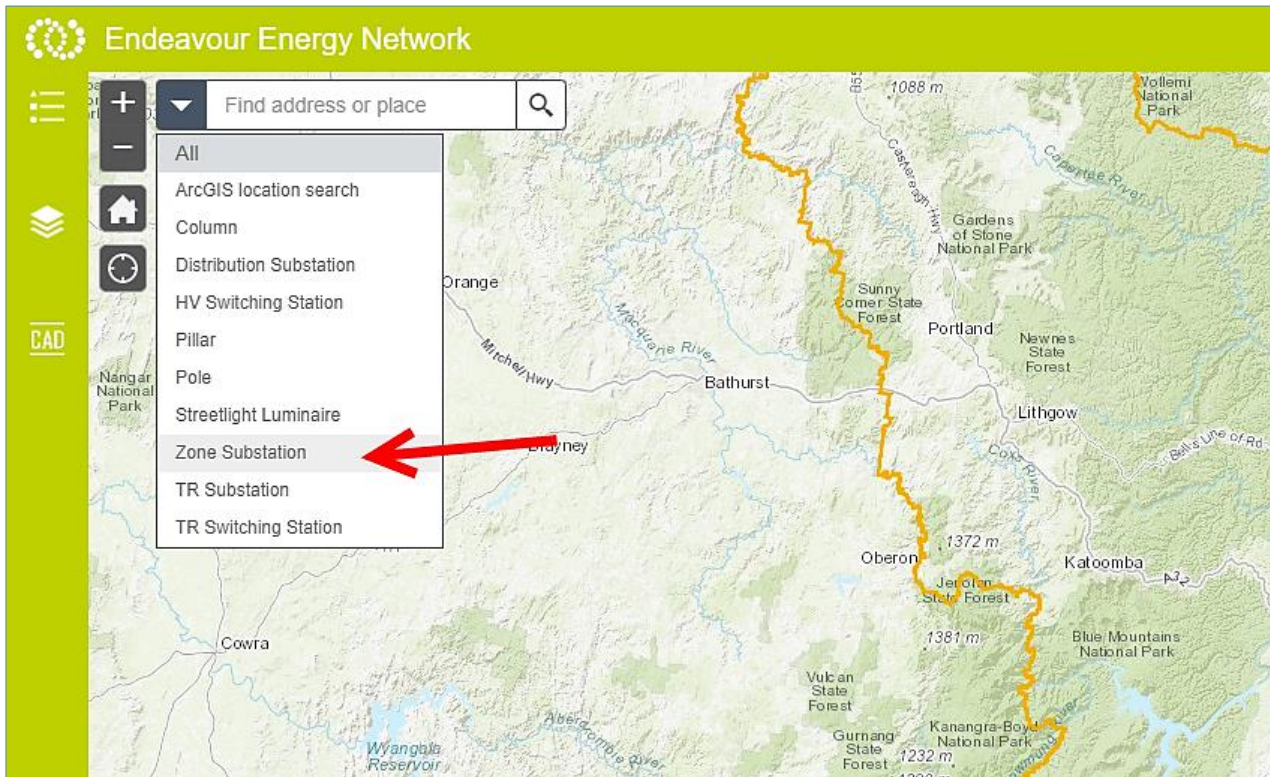 Endeavour Energy Network
Find address or place
All
ArcGIS location search
Column
Distribution Substation
HV Switching Station
Pillar
Pole
Streetlight Luminaire
Zone Substation
TR Substation
TR Switching Station
CAD
1088 m
Wollemi
National
Park
Capertee River
Castlereagh Hwy
Gardens
of Stone
National Park
Orange
Sunny
Corner State
Forest
Portland
Newnes
State
Forest
Macquarie River
Mitchell Hwy
Nangar
National
Park
Bathurst
Lithgow
Bells Line of Rd
Coxs River
1372 m
Oberon
Katoomba
A32
Jenolan
State Forest
1381 m
Blue Mountains
National Park
Cowra
Vulcan
State
Forest
Abercrombie River
Kanangra-Boyd
National Park
Gurnang
State
Forest
1232 m
Wyangala
Reservoir